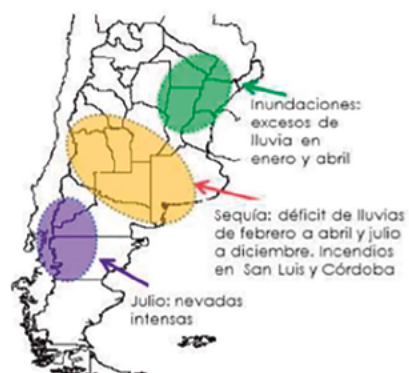 Inundaciones:
excesos de
lluvia en
enero y abril
Sequía: déficit de lluvias
de febrero a abril y julio
a diciembre. Incendios
en San Luis y Córdoba
Julio: nevadas
intensas